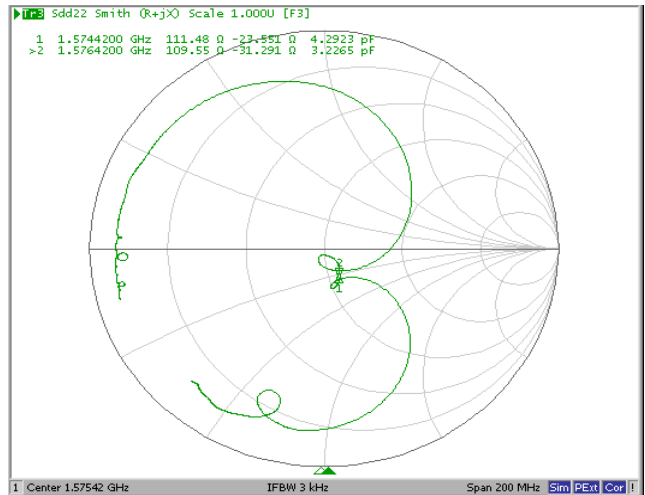 Tr3 Sdd22 Smith (R+jX) Scale 1.000U [F3]
1 1.5744200 GHz 111.48 Ω -23.551 Ω 4.2923 pF
>2 1.5764200 GHz 109.55 Ω -31.291 Ω 3.2265 pF
1 Center 1.57542 GHz IFBW 3 kHz Span 200 MHz Sim PExt Cor !